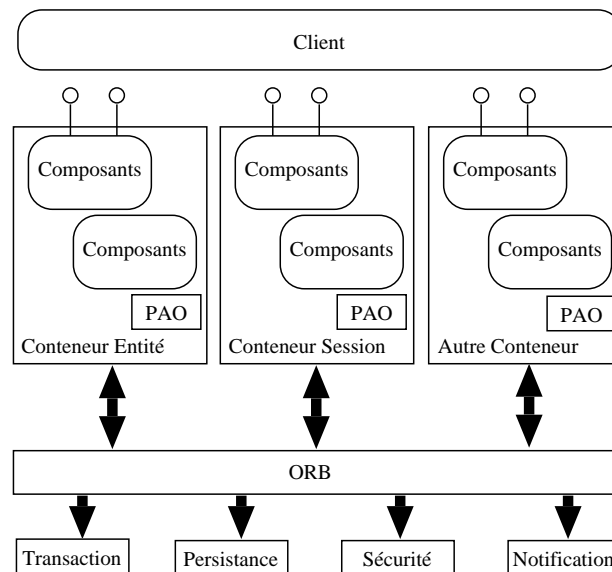 Client
Composants
Composants
Composants
Composants
Composants
Composants
PAO
PAO
PAO
Conteneur Entité
Conteneur Session
Autre Conteneur
ORB
Transaction
Persistance
Sécurité
Notification